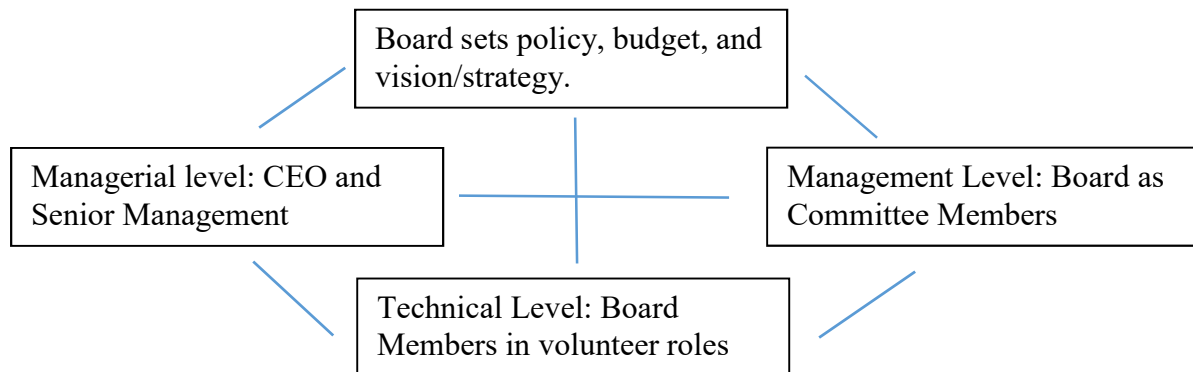 Board sets policy, budget, and
vision/strategy.
Managerial level: CEO and
Senior Management
Management Level: Board as
Committee Members
Technical Level: Board
Members in volunteer roles